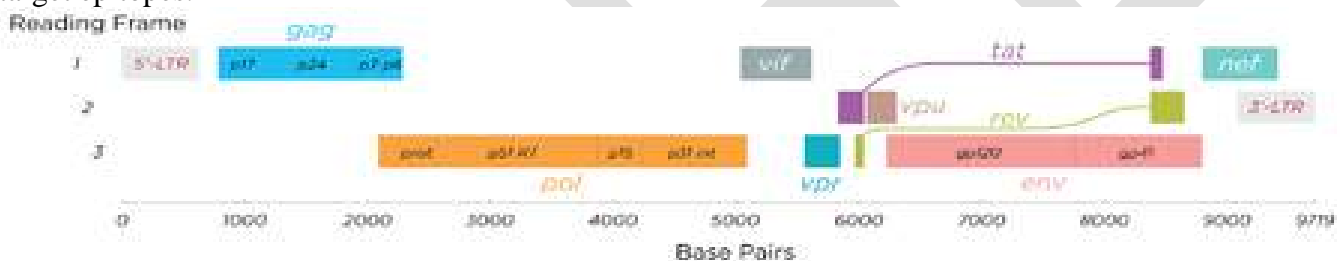 target epitopes.
Reading Frame
gag
1 5'-LTR p17 p24 p7 p6 vif tat nef
2 vpu rev 3'-LTR
3 prot p51 RT p15 p31 int gp120 gp41
pol vpr env
0 1000 2000 3000 4000 5000 6000 7000 8000 9000 9719
Base Pairs